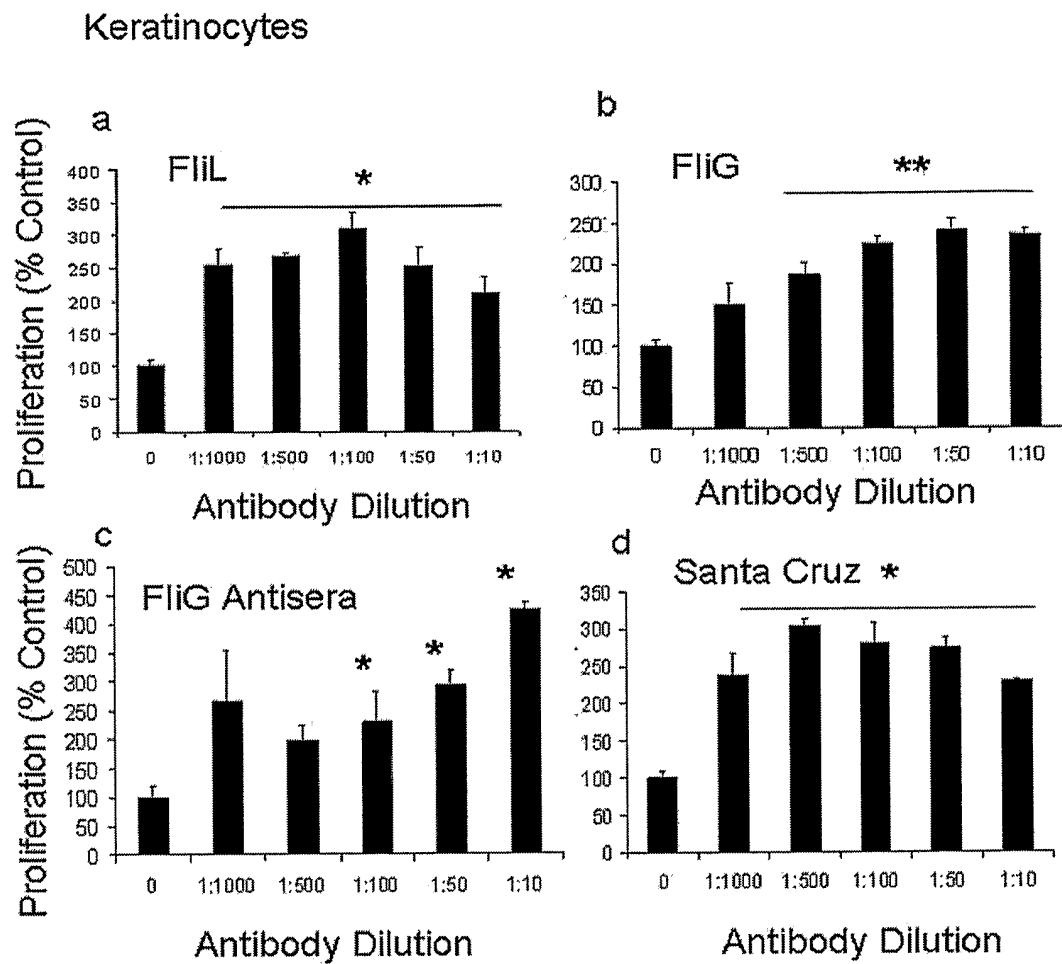 Keratinocytes
a
FliL
*
Proliferation (% Control)
400
350
300
250
200
150
100
50
0
0 1:1000 1:500 1:100 1:50 1:10
Antibody Dilution
b
FliG
**
300
250
200
150
100
50
0
0 1:1000 1:500 1:100 1:50 1:10
Antibody Dilution
c
FliG Antisera
* * *
Proliferation (% Control)
500
450
400
350
300
250
200
150
100
50
0
0 1:1000 1:500 1:100 1:50 1:10
Antibody Dilution
d
Santa Cruz *
350
300
250
200
150
100
50
0
0 1:1000 1:500 1:100 1:50 1:10
Antibody Dilution